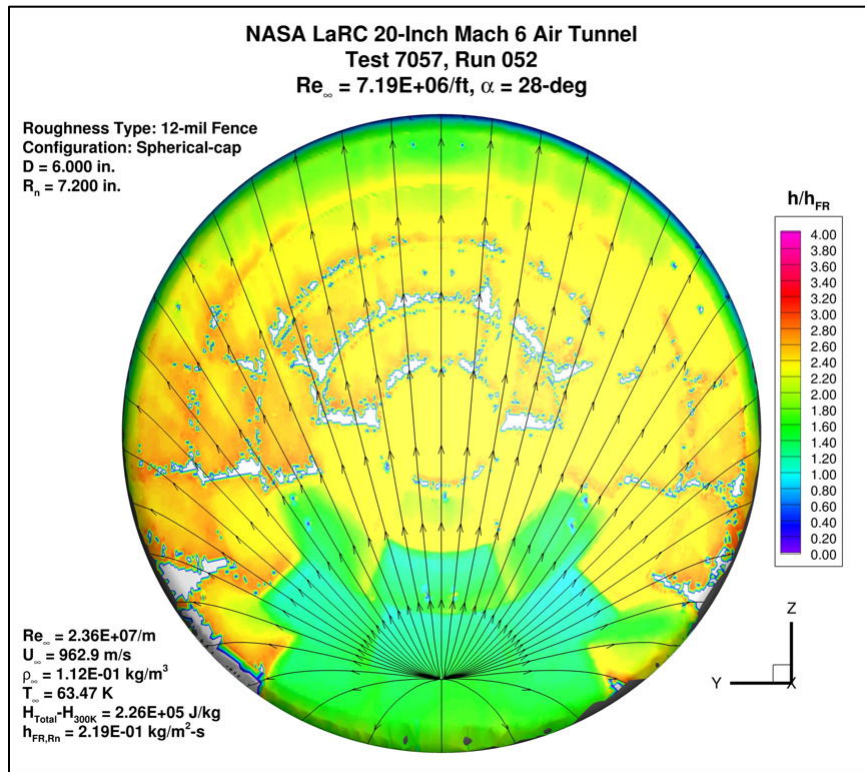 NASA LaRC 20-Inch Mach 6 Air Tunnel
Test 7057, Run 052
Re∞ = 7.19E+06/ft, α = 28-deg
Roughness Type: 12-mil Fence
Configuration: Spherical-cap
D = 6.000 in.
Rn = 7.200 in.
h/hFR
4.00
3.80
3.60
3.40
3.20
3.00
2.80
2.60
2.40
2.20
2.00
1.80
1.60
1.40
1.20
1.00
0.80
0.60
0.40
0.20
0.00
Re∞ = 2.36E+07/m
U∞ = 962.9 m/s
ρ∞ = 1.12E-01 kg/m³
T∞ = 63.47 K
HTotal-H300K = 2.26E+05 J/kg
hFR,Rn = 2.19E-01 kg/m²-s
Z
Y
X